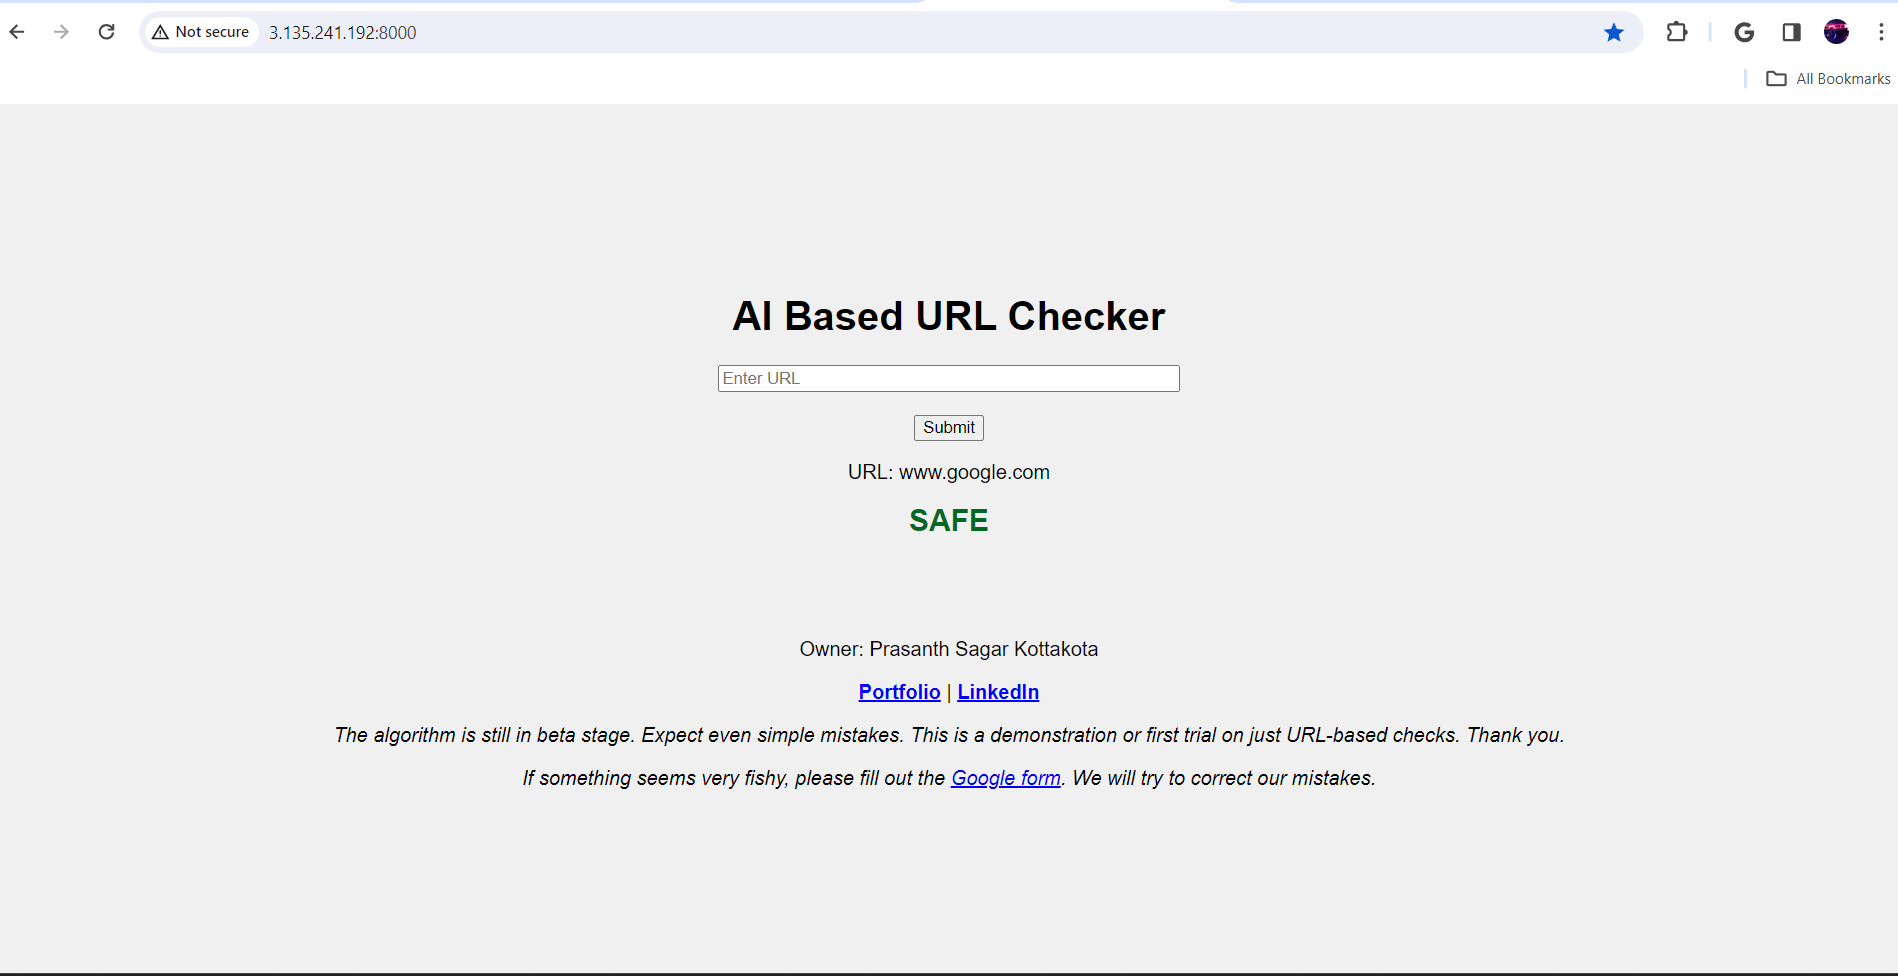 Not secure 3.135.241.192:8000
All Bookmarks
AI Based URL Checker
Enter URL
Submit
URL: www.google.com
SAFE
Owner: Prasanth Sagar Kottakota
Portfolio | LinkedIn
The algorithm is still in beta stage. Expect even simple mistakes. This is a demonstration or first trial on just URL-based checks. Thank you.
If something seems very fishy, please fill out the Google form. We will try to correct our mistakes.